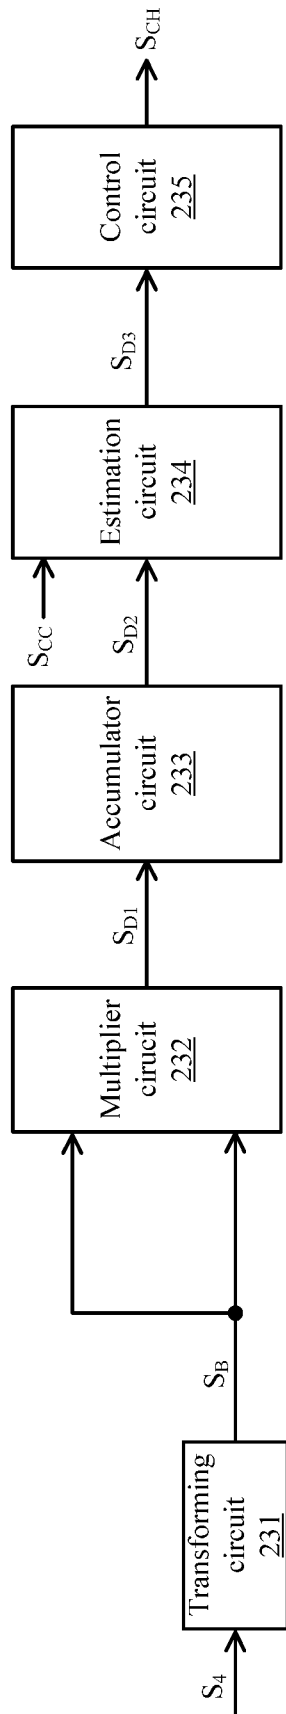 S4
Transforming
circuit
231
SB
Multiplier
cirucit
232
SD1
Accumulator
circuit
233
SD2
SCC
Estimation
circuit
234
SD3
Control
circuit
235
SCH